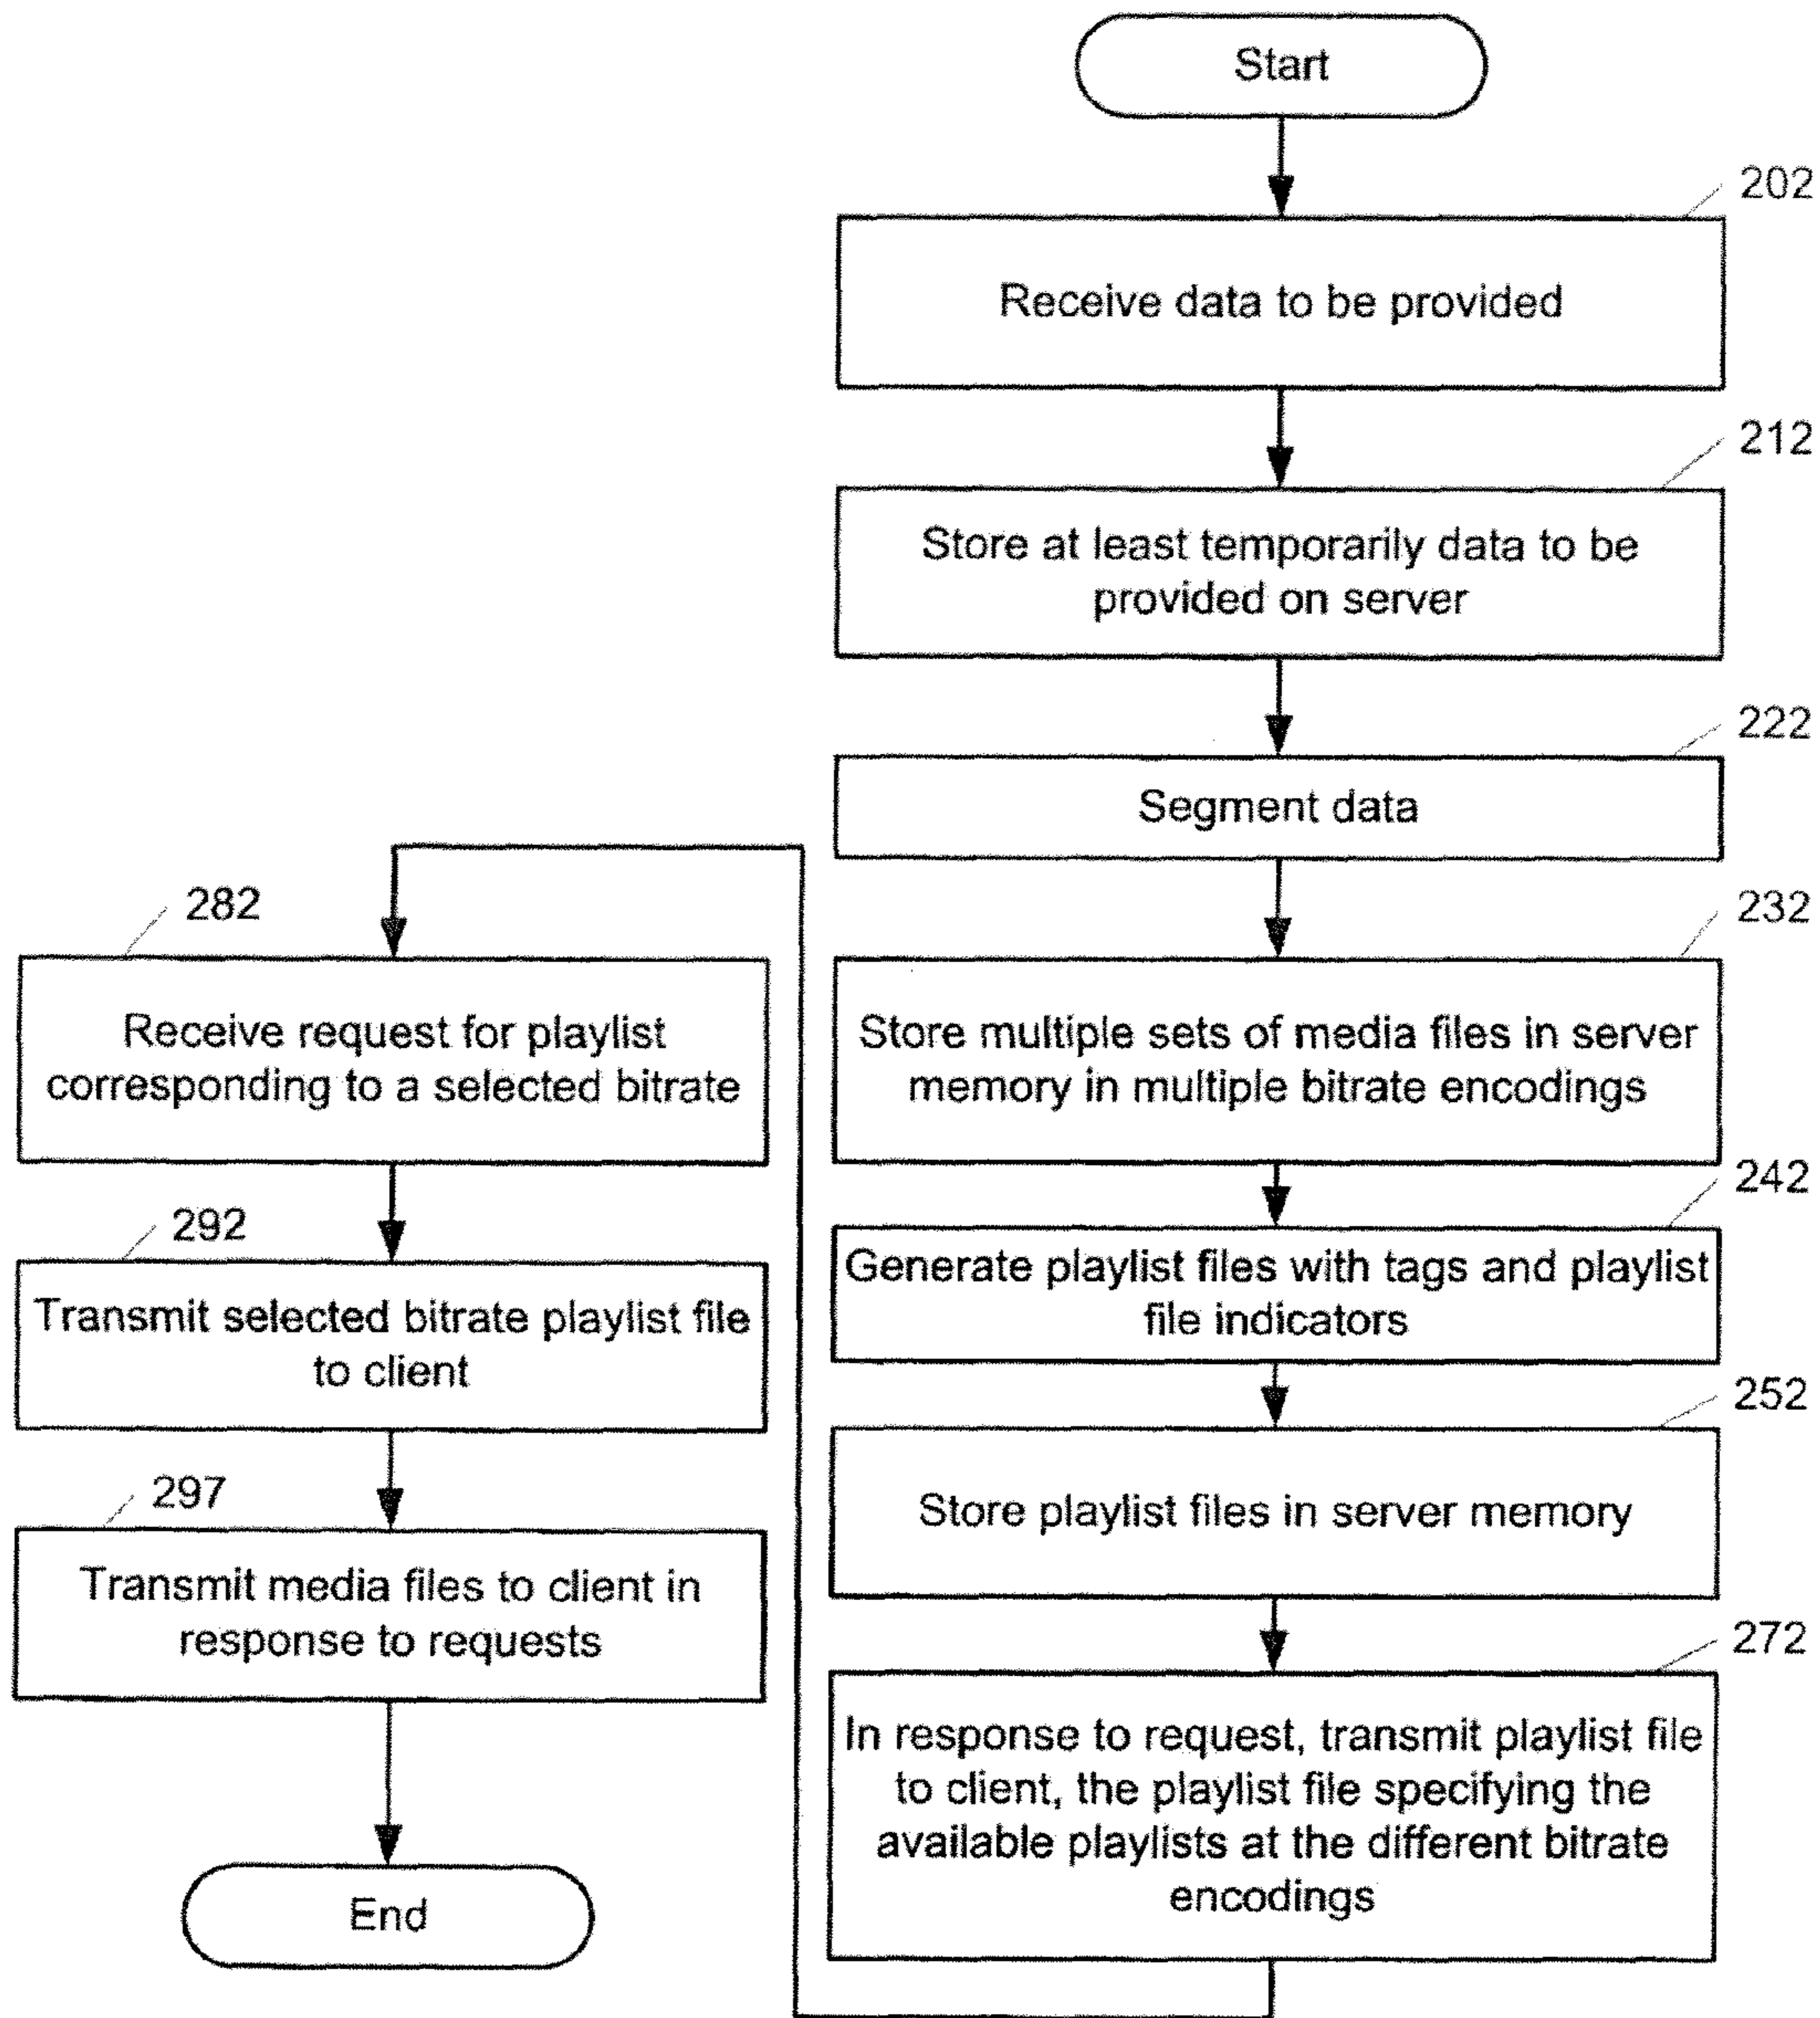 Start
202
Receive data to be provided
212
Store at least temporarily data to be
provided on server
222
Segment data
232
Store multiple sets of media files in server
memory in multiple bitrate encodings
242
Generate playlist files with tags and playlist
file indicators
252
Store playlist files in server memory
272
In response to request, transmit playlist file
to client, the playlist file specifying the
available playlists at the different bitrate
encodings
282
Receive request for playlist
corresponding to a selected bitrate
292
Transmit selected bitrate playlist file
to client
297
Transmit media files to client in
response to requests
End